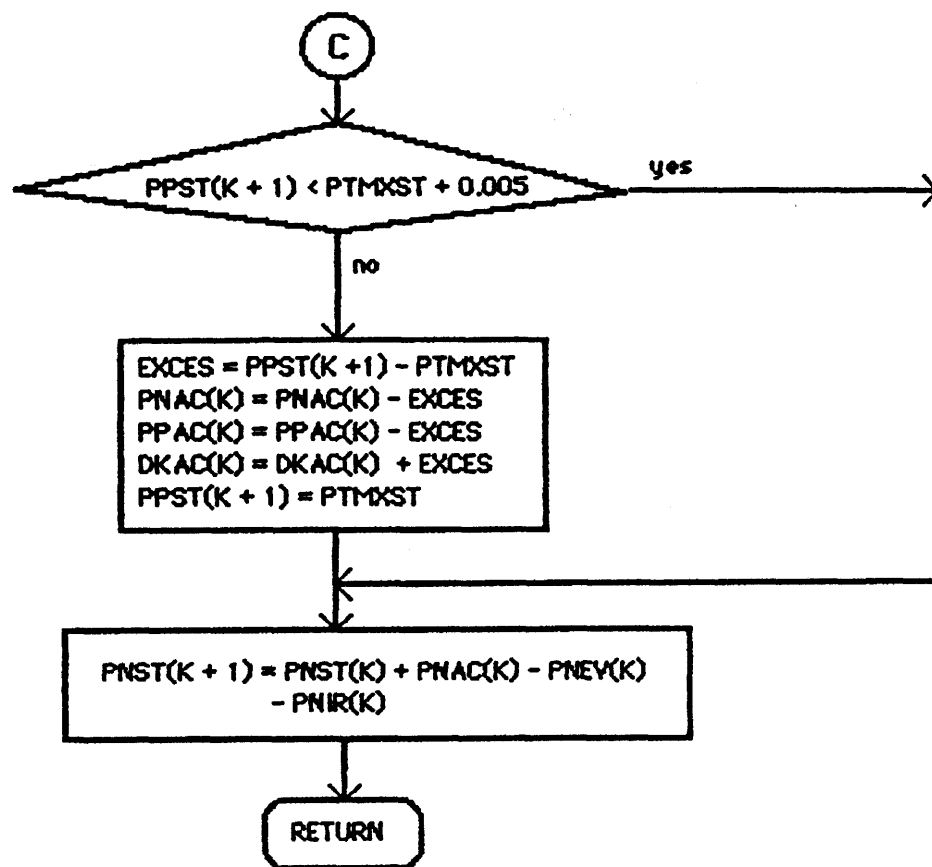 C
PPST(K + 1) < PTMXST + 0.005
yes
no
EXCES = PPST(K +1) - PTMXST
PNAC(K) = PNAC(K) - EXCES
PPAC(K) = PPAC(K) - EXCES
DKAC(K) = DKAC(K) + EXCES
PPST(K + 1) = PTMXST
PNST(K + 1) = PNST(K) + PNAC(K) - PNEV(K)
- PNIR(K)
RETURN